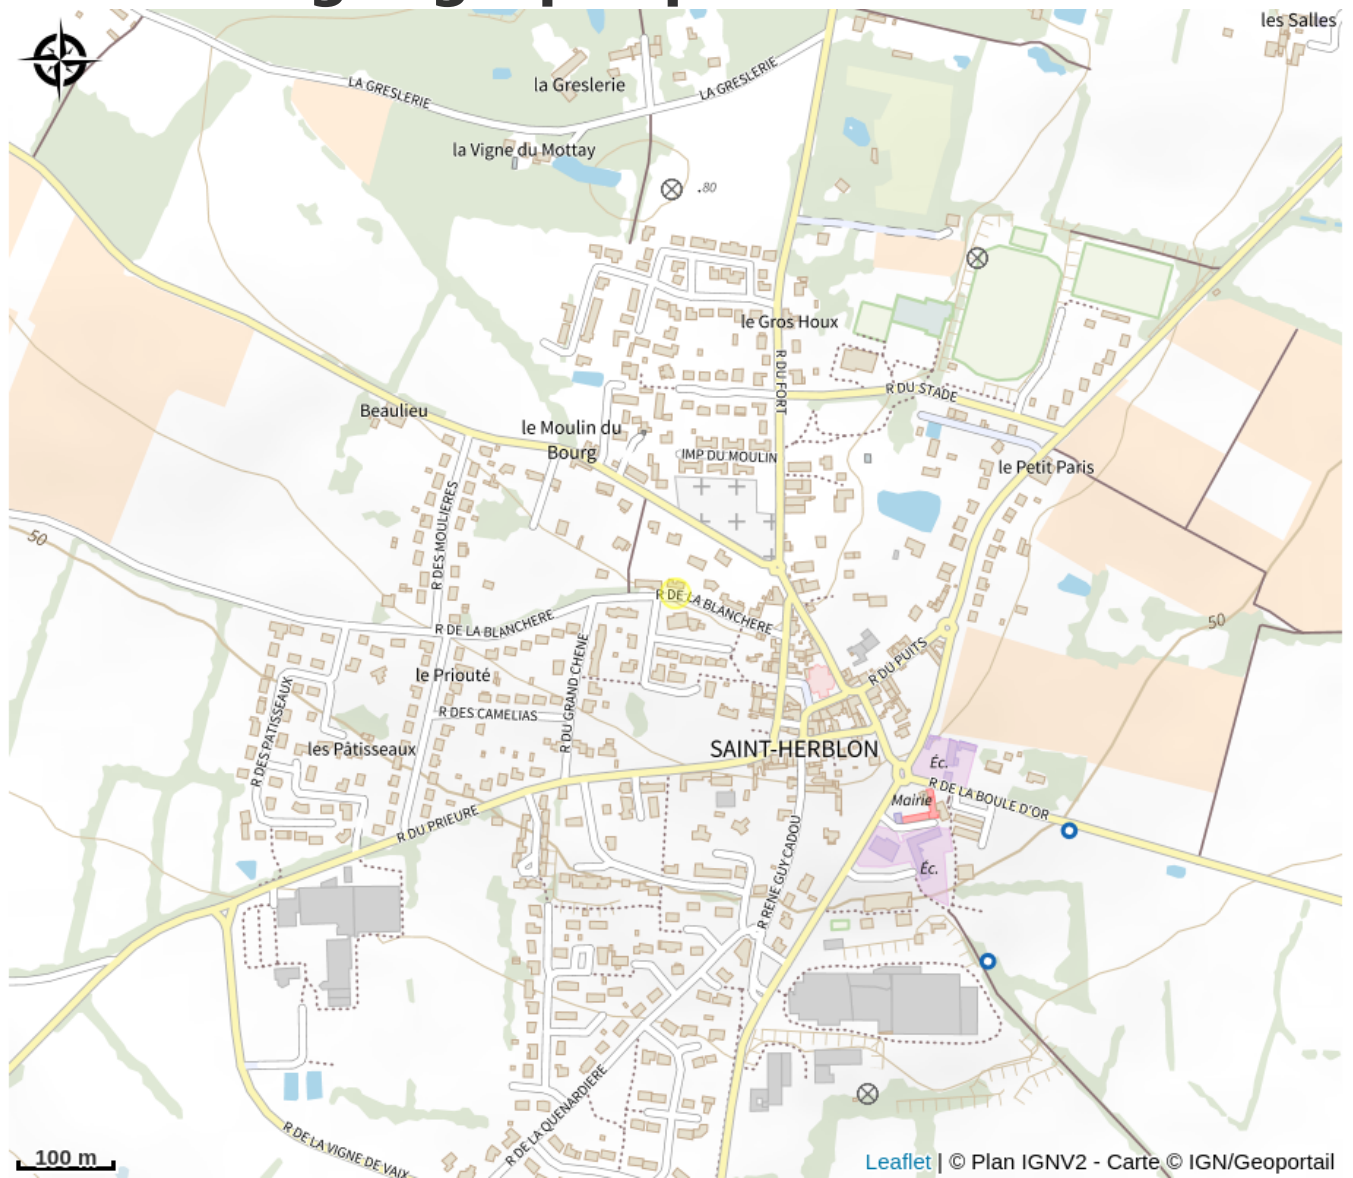 les Salles
la Greslerie
LA GRESLERIE
LA GRESLERIE
la Vigne du Mottay
.80
le Gros Houx
R DU FORT
R DU STADE
Beaulieu
le Moulin du
Bourg
IMP DU MOULIN
le Petit Paris
R DES MOULIERES
50
R DE LA BLANCHERE
R DE LA BLANCHERE
50
le Priouté
R DU GRAND CHENE
R DU PUITS
R DES PATISSEAUX
R DES CAMELIAS
les Pâtisseaux
SAINT-HERBLON
Éc.
R DE LA BOULE D'OR
Mairie
R DU PRIEURE
R RENE GUY CADOU
Éc.
R DE LA QUENARDIERE
R DE LA VIGNE DE VAIX
100 m
Leaflet | © Plan IGNV2 - Carte © IGN/Geoportail